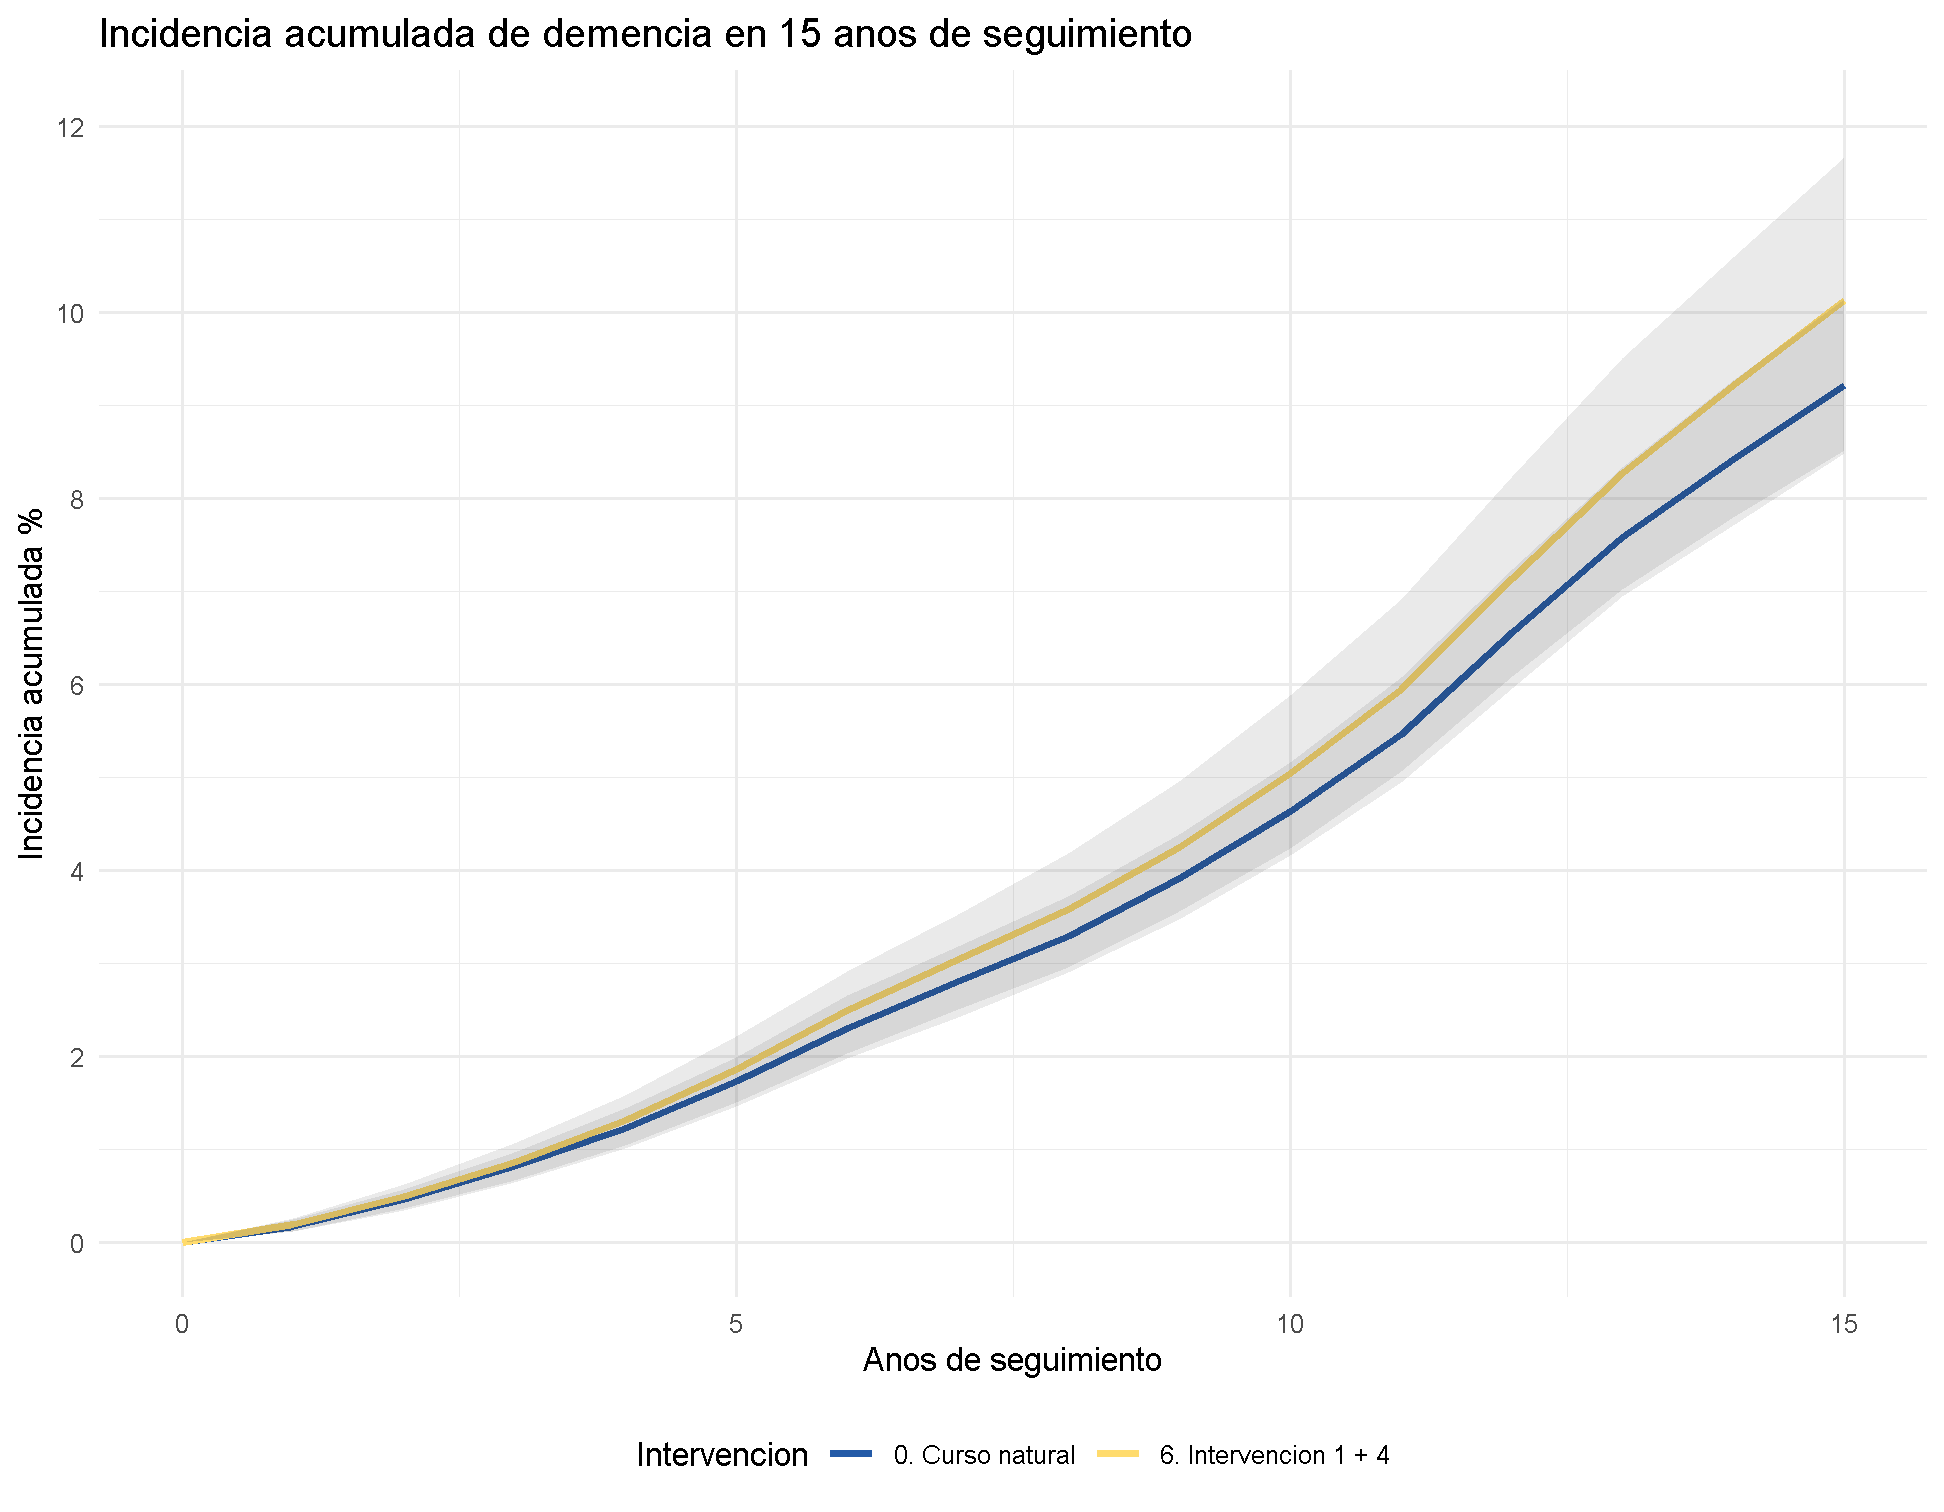 Incidencia acumulada de demencia en 15 anos de seguimiento
Incidencia acumulada %
12
10
8
6
4
2
0
0 5 10 15
Anos de seguimiento
Intervencion 0. Curso natural 6. Intervencion 1 + 4